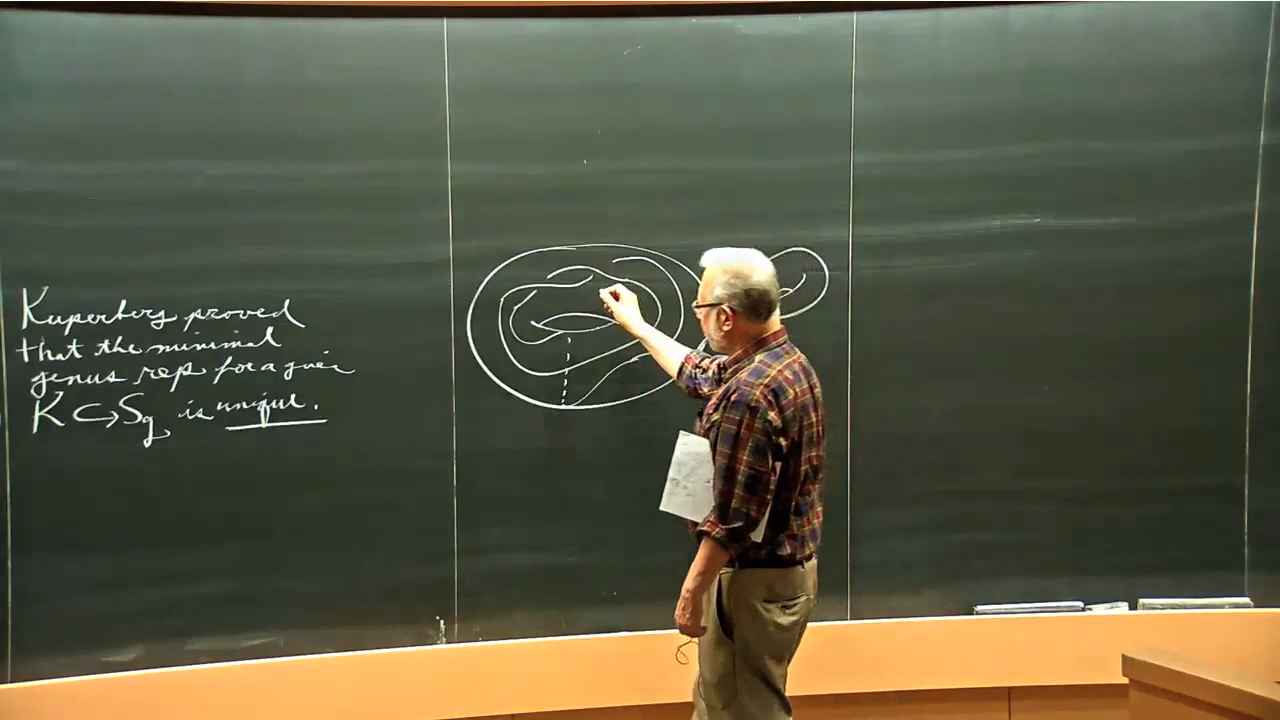 Kuperberg proved
that the minimal
genus rep for a given
K ↪ S_g is unique.